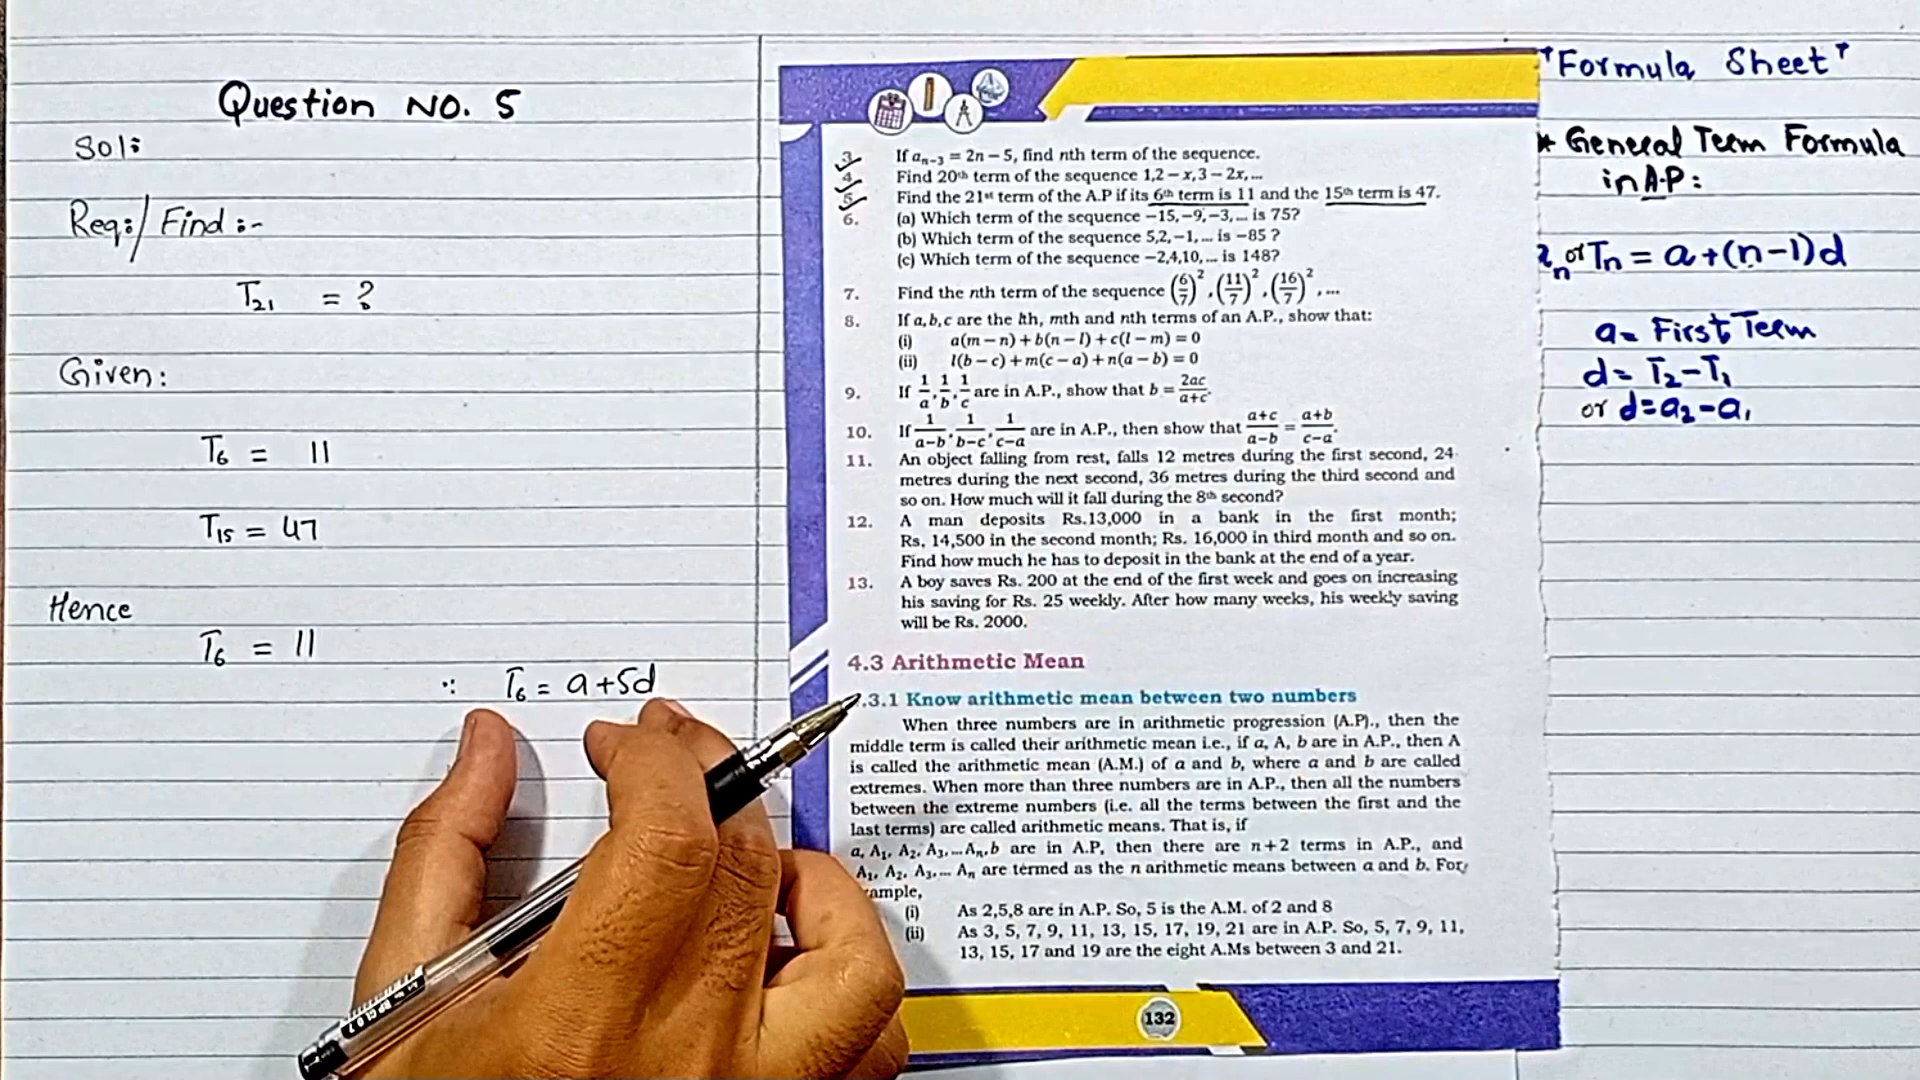 Question NO. 5
Sol:
Req:/ Find :-
T21 = ?
Given:
T6 = 11
T15 = 47
Hence
T6 = 11
∵ T6 = a+5d
3. If aₙ₋₃ = 2n − 5, find nth term of the sequence.
4. Find 20th term of the sequence 1,2 − x,3 − 2x,...
5. Find the 21st term of the A.P if its 6th term is 11 and the 15th term is 47.
6. (a) Which term of the sequence −15,−9,−3,... is 75?
(b) Which term of the sequence 5,2,−1,... is −85 ?
(c) Which term of the sequence −2,4,10,... is 148?
7. Find the nth term of the sequence (6/7)²,(11/7)²,(16/7)²,...
8. If a,b,c are the lth, mth and nth terms of an A.P., show that:
(i) a(m − n) + b(n − l) + c(l − m) = 0
(ii) l(b − c) + m(c − a) + n(a − b) = 0
9. If 1/a,1/b,1/c are in A.P., show that b = 2ac/a+c.
10. If 1/a−b,1/b−c,1/c−a are in A.P., then show that a+c/a−b = a+b/c−a.
11. An object falling from rest, falls 12 metres during the first second, 24
metres during the next second, 36 metres during the third second and
so on. How much will it fall during the 8th second?
12. A man deposits Rs.13,000 in a bank in the first month;
Rs, 14,500 in the second month; Rs. 16,000 in third month and so on.
Find how much he has to deposit in the bank at the end of a year.
13. A boy saves Rs. 200 at the end of the first week and goes on increasing
his saving for Rs. 25 weekly. After how many weeks, his weekly saving
will be Rs. 2000.
4.3 Arithmetic Mean
.3.1 Know arithmetic mean between two numbers
When three numbers are in arithmetic progression (A.P)., then the
middle term is called their arithmetic mean i.e., if a, A, b are in A.P., then A
is called the arithmetic mean (A.M.) of a and b, where a and b are called
extremes. When more than three numbers are in A.P., then all the numbers
between the extreme numbers (i.e. all the terms between the first and the
last terms) are called arithmetic means. That is, if
a, A₁, A₂, A₃,...Aₙ,b are in A.P, then there are n+2 terms in A.P., and
A₁, A₂, A₃,... Aₙ are termed as the n arithmetic means between a and b. For
ample,
(i) As 2,5,8 are in A.P. So, 5 is the A.M. of 2 and 8
(ii) As 3, 5, 7, 9, 11, 13, 15, 17, 19, 21 are in A.P. So, 5, 7, 9, 11,
13, 15, 17 and 19 are the eight A.Ms between 3 and 21.
132
"Formula Sheet"
* General Term Formula
in A.P:
aₙ or Tₙ = a+(n-1)d
a = First Term
d = T₂-T₁
or d=a₂-a₁